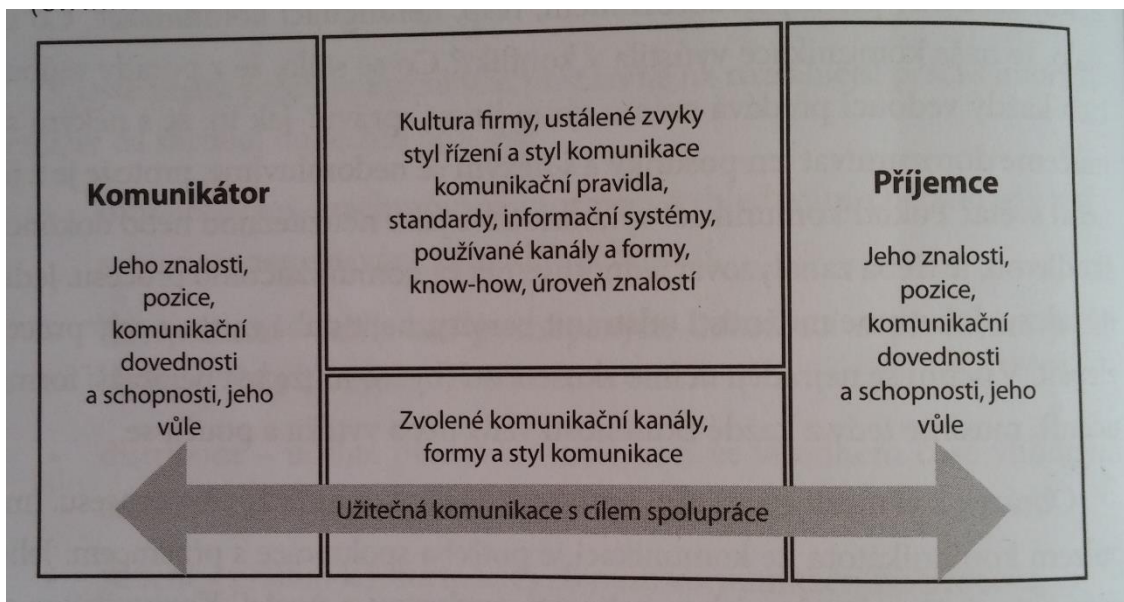 Komunikátor
Jeho znalosti,
pozice,
komunikační
dovednosti
a schopnosti, jeho
vůle
Kultura firmy, ustálené zvyky
styl řízení a styl komunikace
komunikační pravidla,
standardy, informační systémy,
používané kanály a formy,
know-how, úroveň znalostí
Zvolené komunikační kanály,
formy a styl komunikace
Příjemce
Jeho znalosti,
pozice,
komunikační
dovednosti
a schopnosti, jeho
vůle
Užitečná komunikace s cílem spolupráce